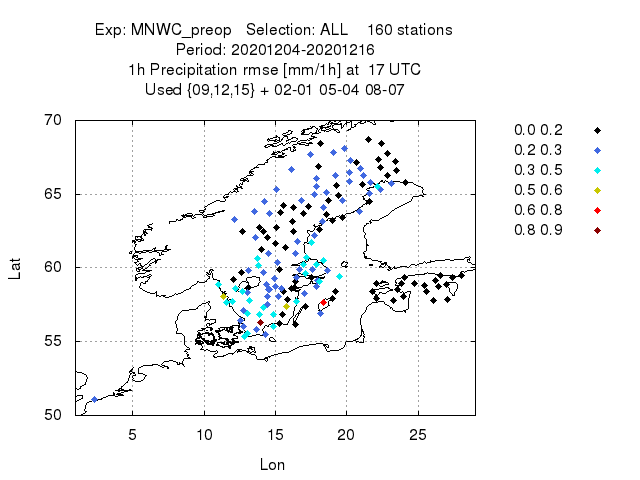 Exp: MNWC_preop Selection: ALL 160 stations
Period: 20201204-20201216
1h Precipitation rmse [mm/1h] at 17 UTC
Used {09,12,15} + 02-01 05-04 08-07
70
65
60
55
50
Lat
5 10 15 20 25
Lon
0.0 0.2
0.2 0.3
0.3 0.5
0.5 0.6
0.6 0.8
0.8 0.9